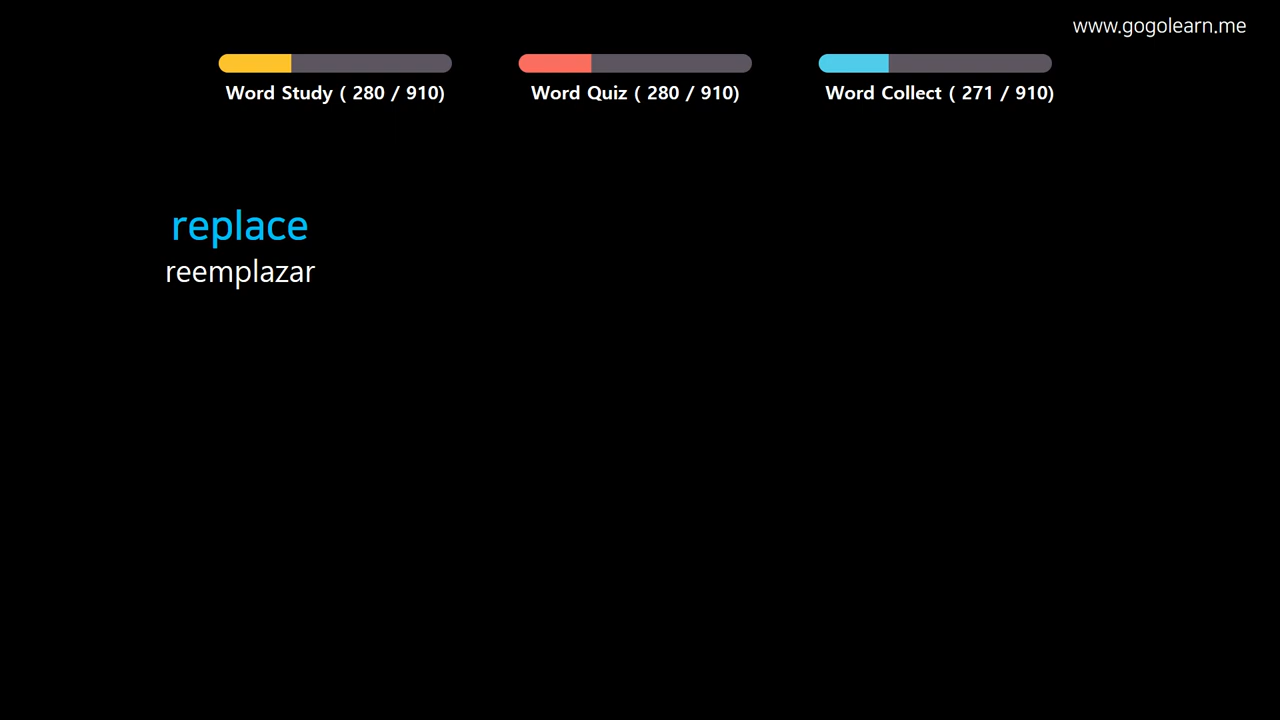 www.gogolearn.me
Word Study ( 280 / 910)
Word Quiz ( 280 / 910)
Word Collect ( 271 / 910)
replace
reemplazar